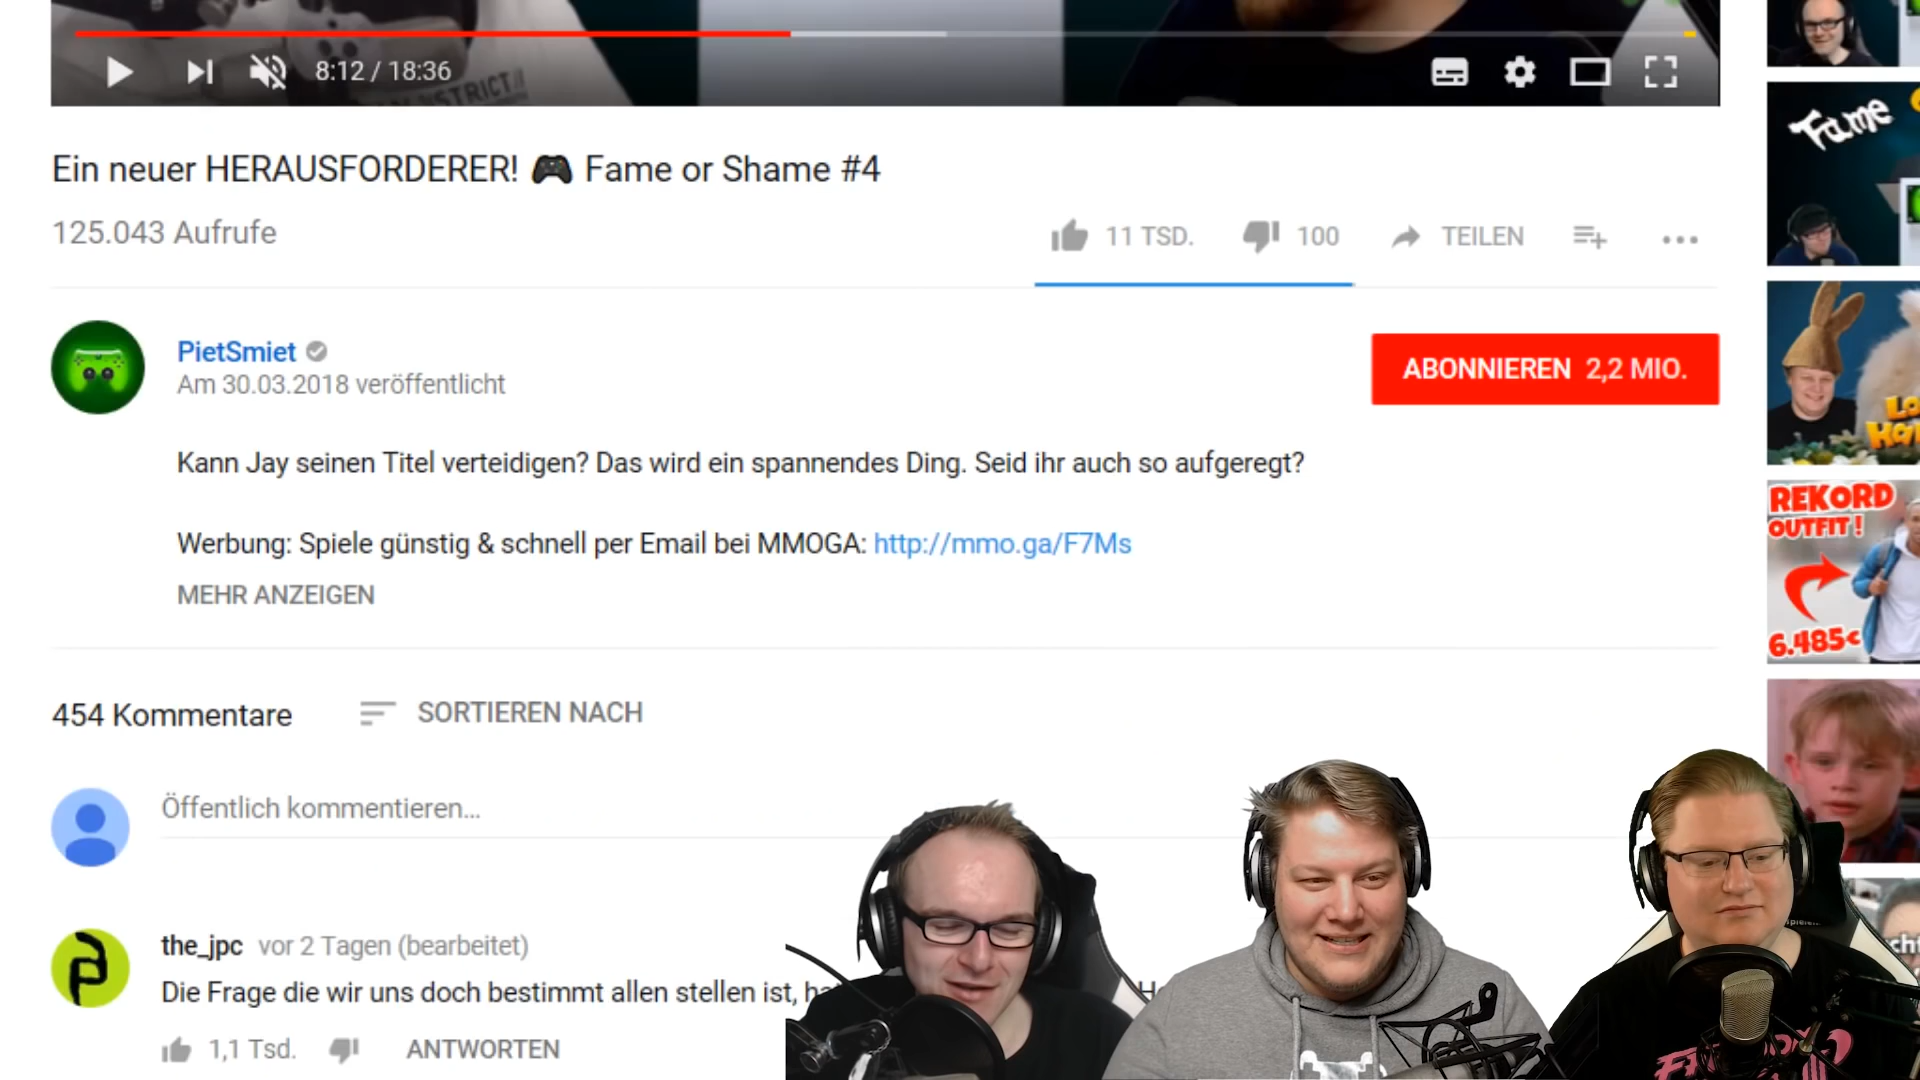 8:12 / 18:36
STRICT
Ein neuer HERAUSFORDERER! 🎮 Fame or Shame #4
Fame
125.043 Aufrufe
11 TSD.
100
TEILEN
PietSmiet
Am 30.03.2018 veröffentlicht
ABONNIEREN 2,2 MIO.
Kann Jay seinen Titel verteidigen? Das wird ein spannendes Ding. Seid ihr auch so aufgeregt?
Werbung: Spiele günstig & schnell per Email bei MMOGA: http://mmo.ga/F7Ms
MEHR ANZEIGEN
REKORD
OUTFIT!
6.485€
454 Kommentare
SORTIEREN NACH
Öffentlich kommentieren...
the_jpc vor 2 Tagen (bearbeitet)
Die Frage die wir uns doch bestimmt allen stellen ist,
1,1 Tsd.
ANTWORTEN